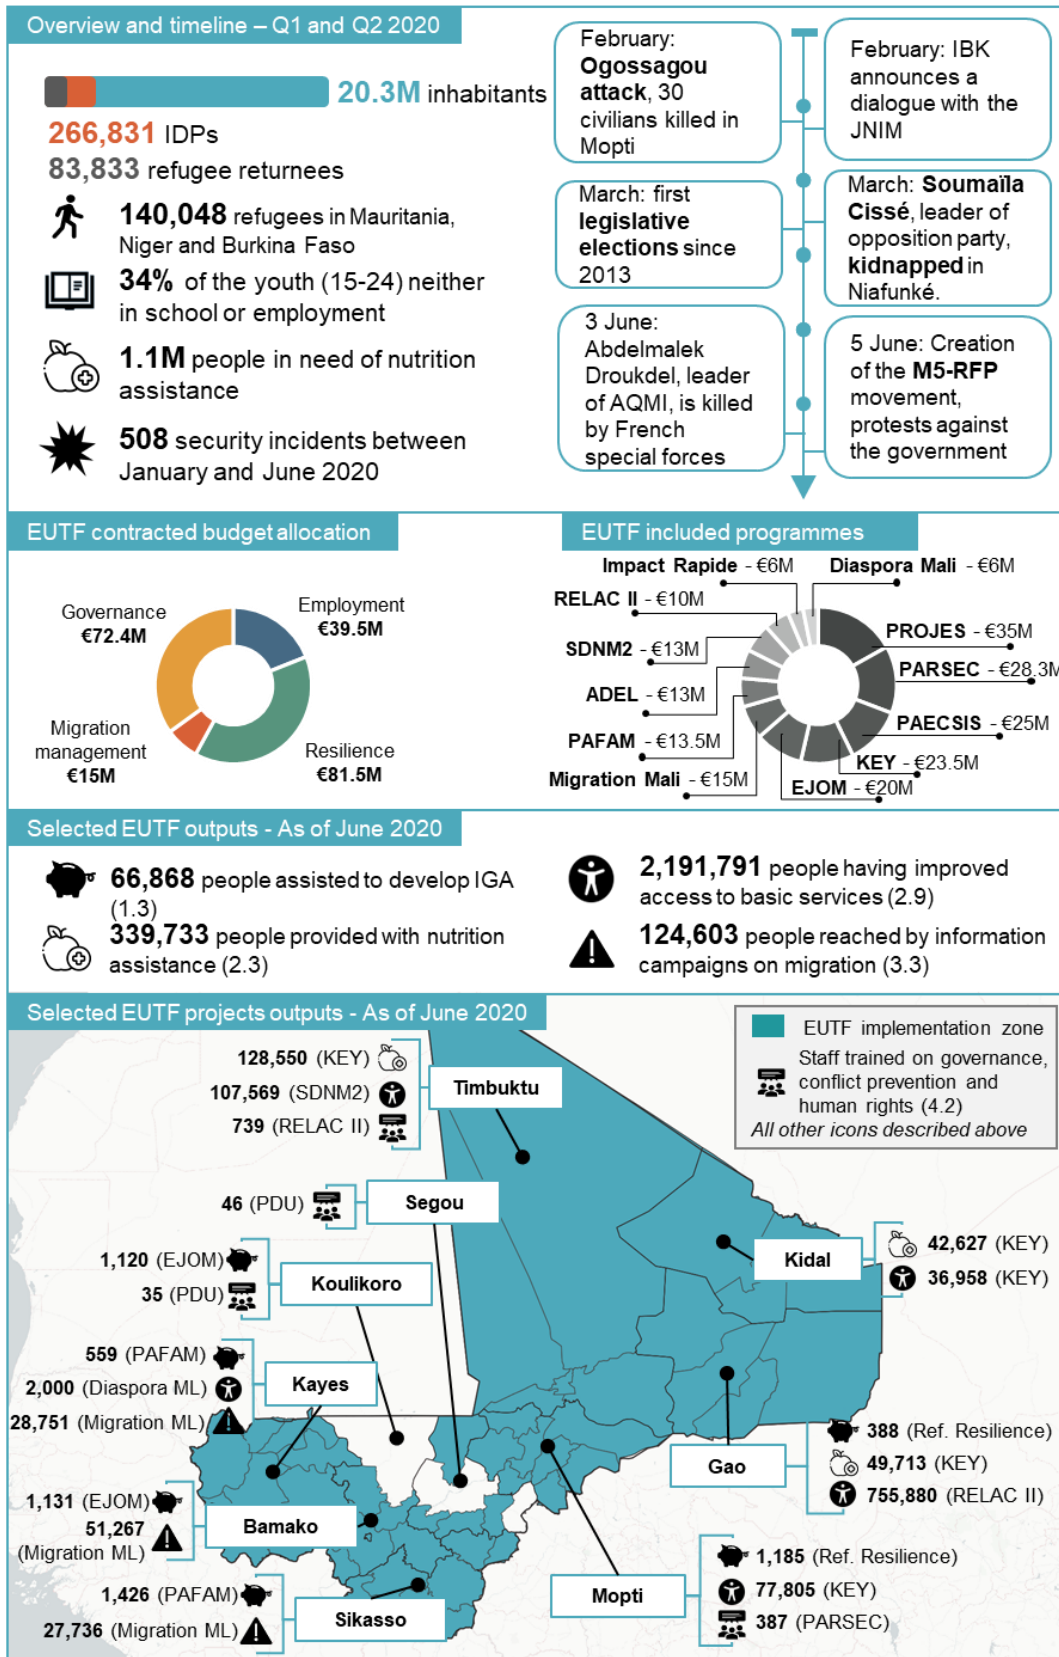 Overview and timeline – Q1 and Q2 2020
20.3M inhabitants
266,831 IDPs
83,833 refugee returnees
140,048 refugees in Mauritania,
Niger and Burkina Faso
34% of the youth (15-24) neither
in school or employment
1.1M people in need of nutrition
assistance
508 security incidents between
January and June 2020
February:
Ogossagou
attack, 30
civilians killed in
Mopti
February: IBK
announces a
dialogue with the
JNIM
March: first
legislative
elections since
2013
March: Soumaïla
Cissé, leader of
opposition party,
kidnapped in
Niafunké.
3 June:
Abdelmalek
Droukdel, leader
of AQMI, is killed
by French
special forces
5 June: Creation
of the M5-RFP
movement,
protests against
the government
EUTF contracted budget allocation
Governance
€72.4M
Employment
€39.5M
Migration
management
€15M
Resilience
€81.5M
EUTF included programmes
Impact Rapide - €6M
Diaspora Mali - €6M
RELAC II - €10M
PROJES - €35M
SDNM2 - €13M
PARSEC - €28.3M
ADEL - €13M
PAECSIS - €25M
PAFAM - €13.5M
KEY - €23.5M
Migration Mali - €15M
EJOM - €20M
Selected EUTF outputs - As of June 2020
66,868 people assisted to develop IGA
(1.3)
339,733 people provided with nutrition
assistance (2.3)
2,191,791 people having improved
access to basic services (2.9)
124,603 people reached by information
campaigns on migration (3.3)
Selected EUTF projects outputs - As of June 2020
EUTF implementation zone
Staff trained on governance,
conflict prevention and
human rights (4.2)
All other icons described above
128,550 (KEY)
107,569 (SDNM2)
739 (RELAC II)
Timbuktu
46 (PDU)
Segou
1,120 (EJOM)
35 (PDU)
Koulikoro
Kidal
42,627 (KEY)
36,958 (KEY)
559 (PAFAM)
2,000 (Diaspora ML)
28,751 (Migration ML)
Kayes
Gao
388 (Ref. Resilience)
49,713 (KEY)
755,880 (RELAC II)
1,131 (EJOM)
51,267
(Migration ML)
Bamako
1,426 (PAFAM)
27,736 (Migration ML)
Sikasso
Mopti
1,185 (Ref. Resilience)
77,805 (KEY)
387 (PARSEC)